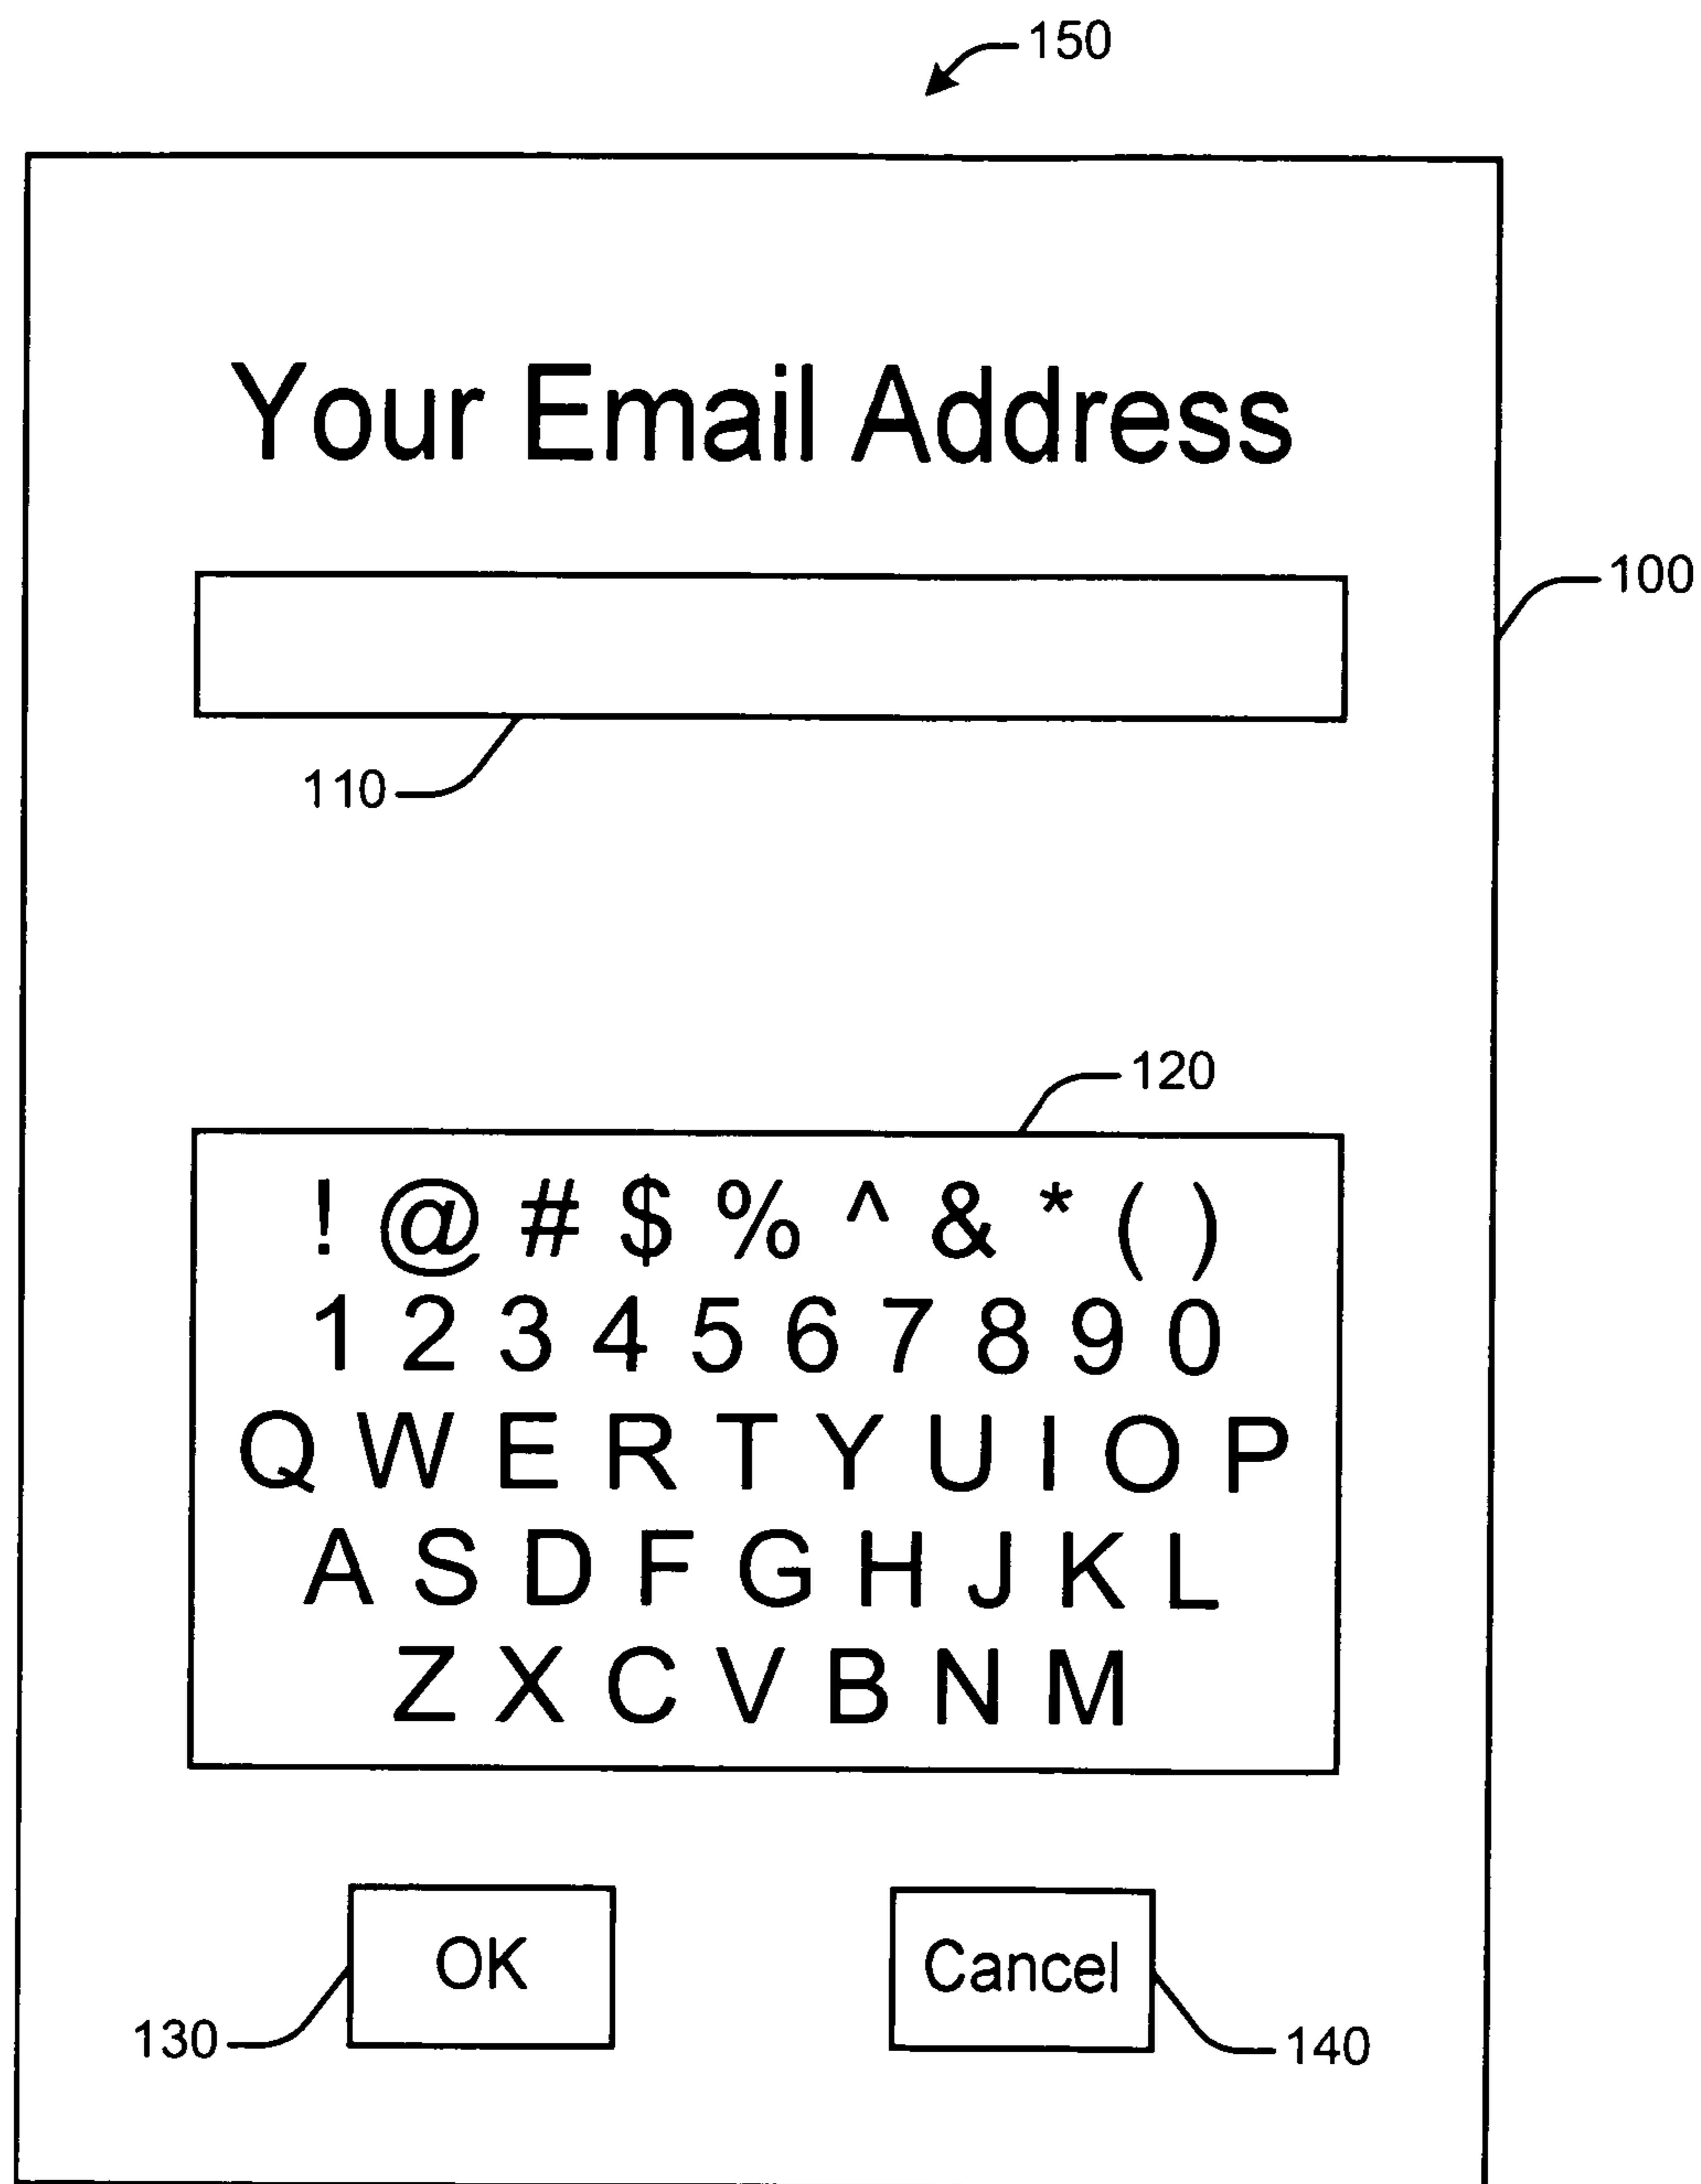 150
Your Email Address
100
110
120
! @ # $ % ^ & * ( )
1 2 3 4 5 6 7 8 9 0
Q W E R T Y U I O P
A S D F G H J K L
Z X C V B N M
OK Cancel
130 140